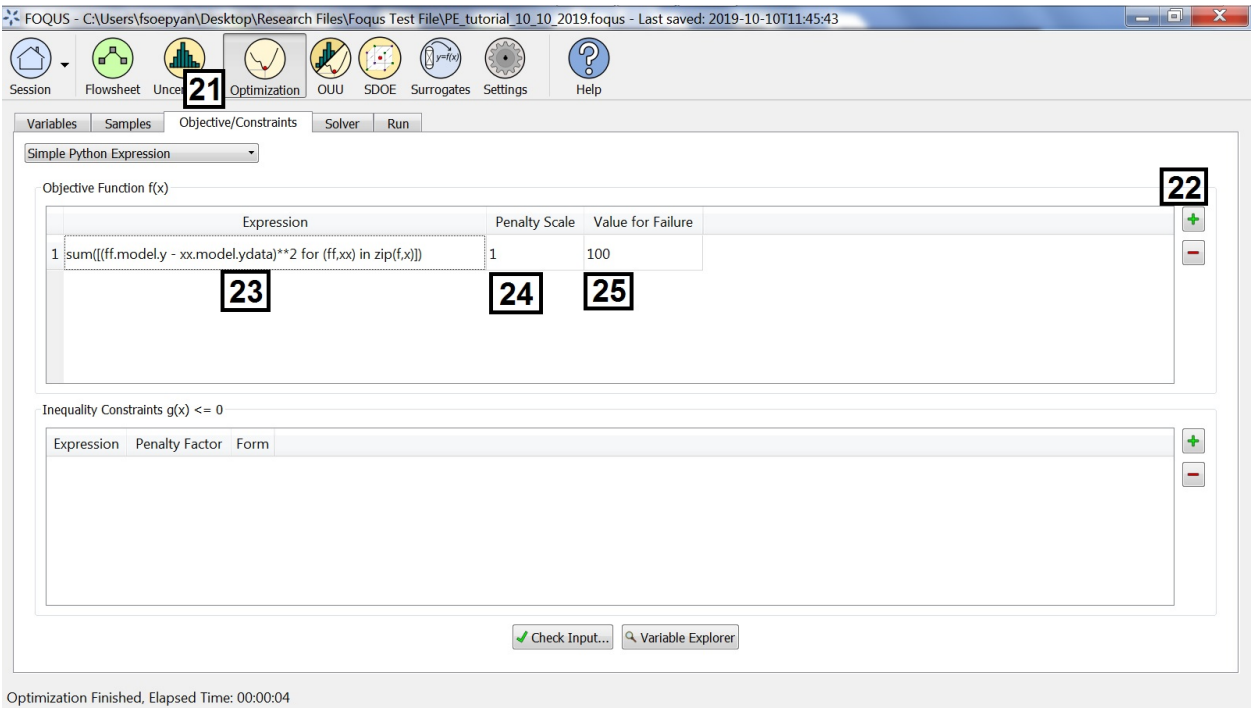 FOQUS - C:\Users\fsoepyan\Desktop\Research Files\Foqus Test File\PE_tutorial_10_10_2019.foqus - Last saved: 2019-10-10T11:45:43
y=f(x)
Session Flowsheet Optimization OUU SDOE Surrogates Settings Help
21
Variables Samples Objective/Constraints Solver Run
Simple Python Expression
Objective Function f(x)
22
Expression Penalty Scale Value for Failure
1 sum([(ff.model.y - xx.model.ydata)**2 for (ff,xx) in zip(f,x)]) 1 100
23 24 25
Inequality Constraints g(x) <= 0
Expression Penalty Factor Form
Check Input... Variable Explorer
Optimization Finished, Elapsed Time: 00:00:04